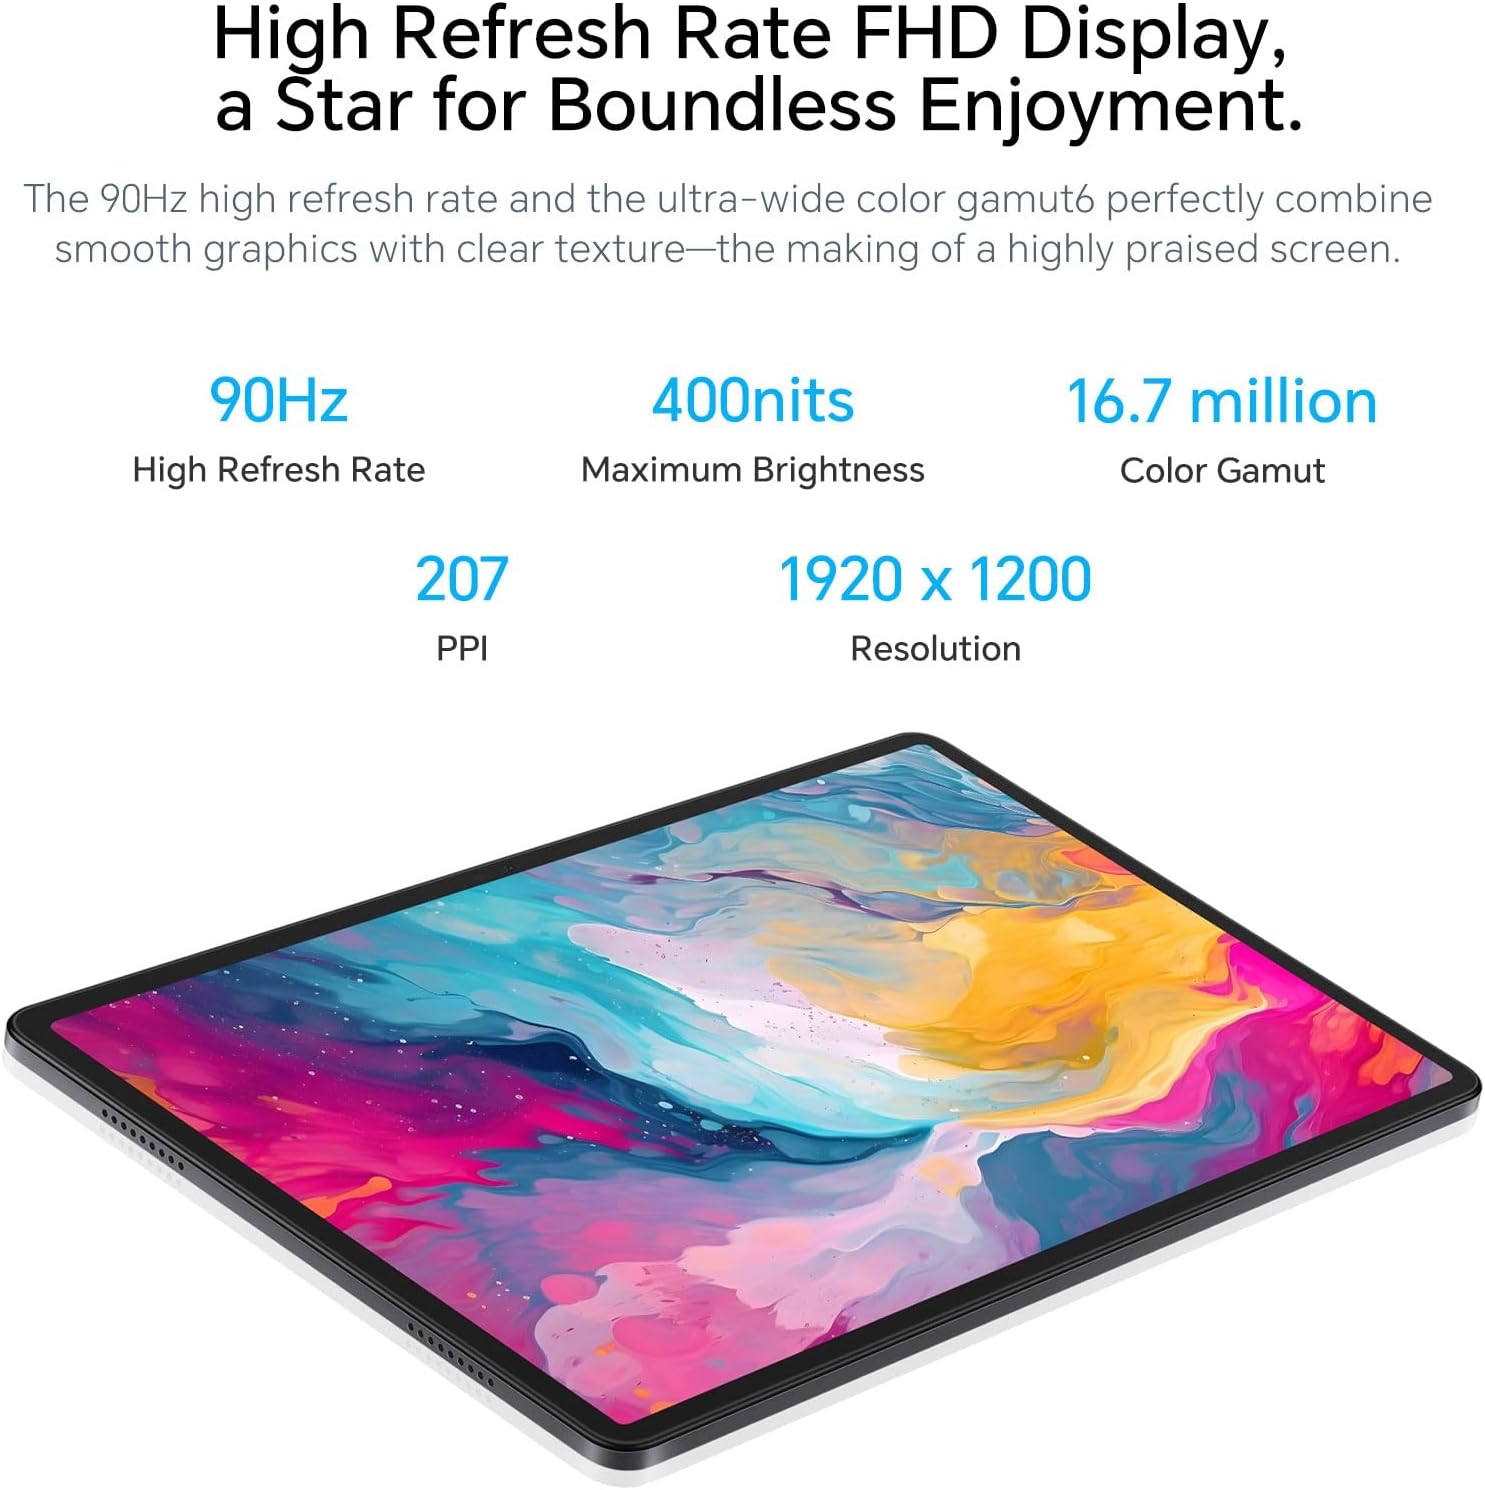 High Refresh Rate FHD Display,
a Star for Boundless Enjoyment.
The 90Hz high refresh rate and the ultra-wide color gamut6 perfectly combine
smooth graphics with clear texture—the making of a highly praised screen.
90Hz
High Refresh Rate
400nits
Maximum Brightness
16.7 million
Color Gamut
207
PPI
1920 x 1200
Resolution